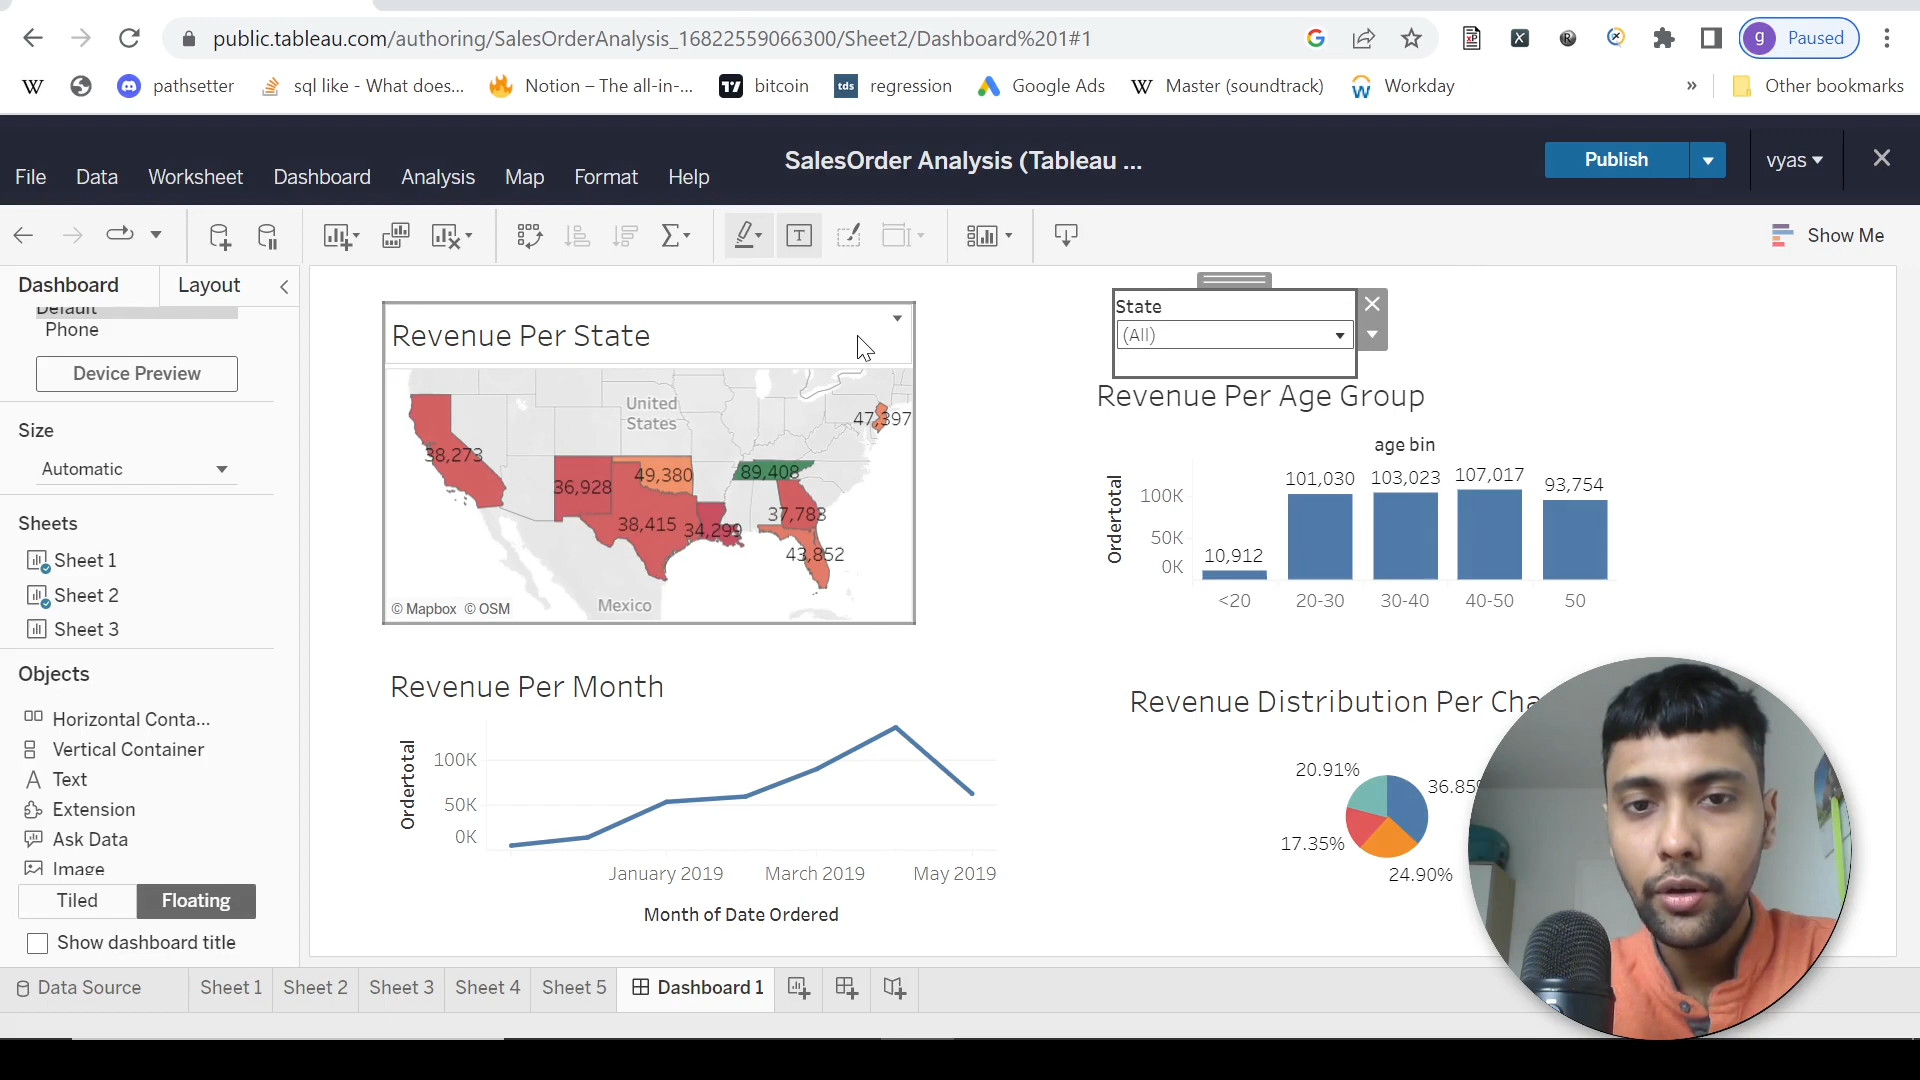 public.tableau.com/authoring/SalesOrderAnalysis_16822559066300/Sheet2/Dashboard%201#1
g Paused
W pathsetter sql like - What does... Notion – The all-in-... bitcoin tds regression Google Ads W Master (soundtrack) Workday » Other bookmarks
SalesOrder Analysis (Tableau ...
Publish
vyas
File Data Worksheet Dashboard Analysis Map Format Help
Show Me
Dashboard Layout
Default
Phone
Device Preview
Size
Automatic
Sheets
Sheet 1
Sheet 2
Sheet 3
Objects
Horizontal Conta...
Vertical Container
A Text
Extension
Ask Data
Image
Tiled Floating
Show dashboard title
Revenue Per State
United
States
47,397
38,273
49,380
89,408
36,928
38,415
34,299
37,783
43,852
© Mapbox © OSM
Mexico
State
(All)
Revenue Per Age Group
age bin
Ordertotal
100K
50K
0K
10,912
101,030
103,023
107,017
93,754
<20 20-30 30-40 40-50 50
Revenue Per Month
Ordertotal
100K
50K
0K
January 2019 March 2019 May 2019
Month of Date Ordered
Revenue Distribution Per Cha
20.91%
36.85%
17.35%
24.90%
Data Source Sheet 1 Sheet 2 Sheet 3 Sheet 4 Sheet 5 Dashboard 1